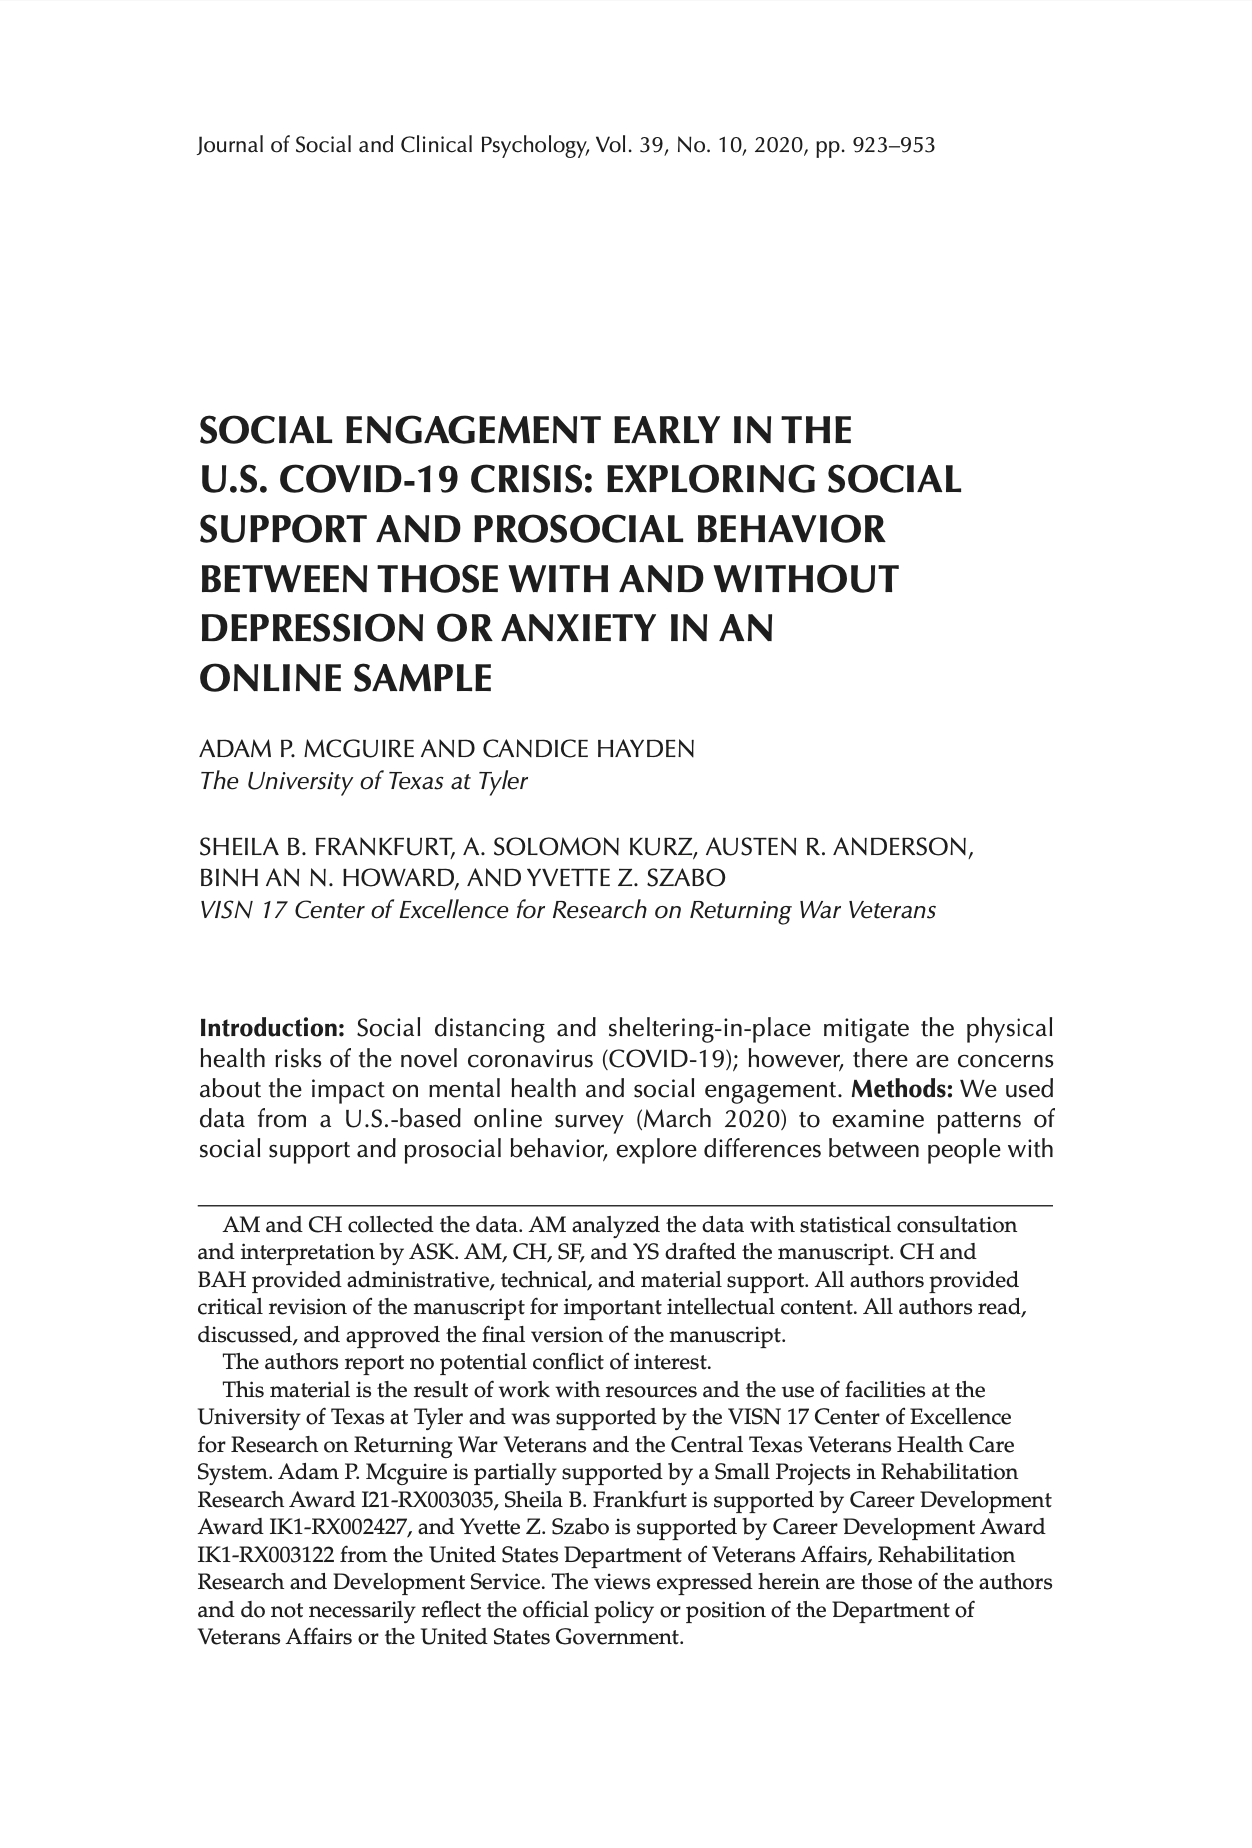 Journal of Social and Clinical Psychology, Vol. 39, No. 10, 2020, pp. 923–953
SOCIAL ENGAGEMENT EARLY IN THE
U.S. COVID-19 CRISIS: EXPLORING SOCIAL
SUPPORT AND PROSOCIAL BEHAVIOR
BETWEEN THOSE WITH AND WITHOUT
DEPRESSION OR ANXIETY IN AN
ONLINE SAMPLE
ADAM P. MCGUIRE AND CANDICE HAYDEN
The University of Texas at Tyler
SHEILA B. FRANKFURT, A. SOLOMON KURZ, AUSTEN R. ANDERSON,
BINH AN N. HOWARD, AND YVETTE Z. SZABO
VISN 17 Center of Excellence for Research on Returning War Veterans
Introduction: Social distancing and sheltering-in-place mitigate the physical
health risks of the novel coronavirus (COVID-19); however, there are concerns
about the impact on mental health and social engagement. Methods: We used
data from a U.S.-based online survey (March 2020) to examine patterns of
social support and prosocial behavior, explore differences between people with
AM and CH collected the data. AM analyzed the data with statistical consultation
and interpretation by ASK. AM, CH, SF, and YS drafted the manuscript. CH and
BAH provided administrative, technical, and material support. All authors provided
critical revision of the manuscript for important intellectual content. All authors read,
discussed, and approved the final version of the manuscript.
The authors report no potential conflict of interest.
This material is the result of work with resources and the use of facilities at the
University of Texas at Tyler and was supported by the VISN 17 Center of Excellence
for Research on Returning War Veterans and the Central Texas Veterans Health Care
System. Adam P. Mcguire is partially supported by a Small Projects in Rehabilitation
Research Award I21-RX003035, Sheila B. Frankfurt is supported by Career Development
Award IK1-RX002427, and Yvette Z. Szabo is supported by Career Development Award
IK1-RX003122 from the United States Department of Veterans Affairs, Rehabilitation
Research and Development Service. The views expressed herein are those of the authors
and do not necessarily reflect the official policy or position of the Department of
Veterans Affairs or the United States Government.